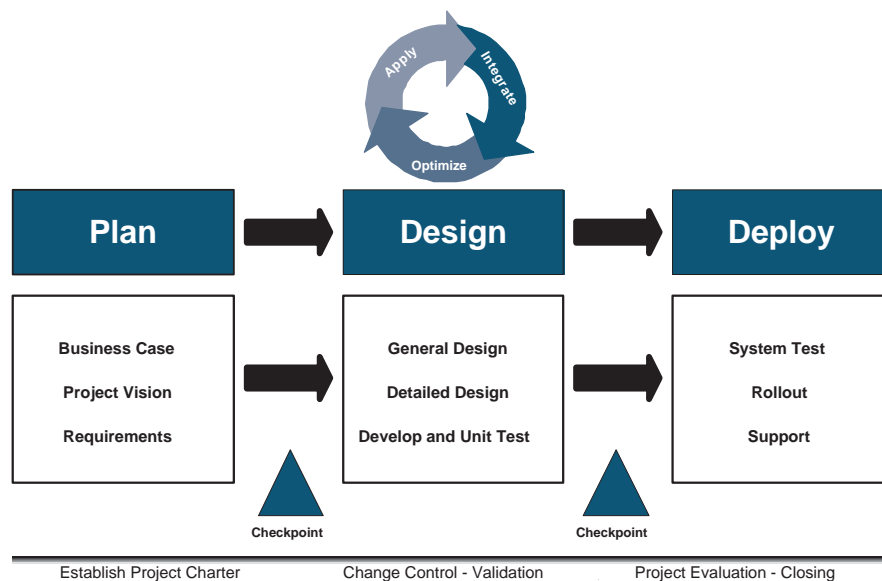 Apply
Integrate
Optimize
Plan
Design
Deploy
Business Case
Project Vision
Requirements
General Design
Detailed Design
Develop and Unit Test
System Test
Rollout
Support
Checkpoint
Checkpoint
Establish Project Charter
Change Control - Validation
Project Evaluation - Closing